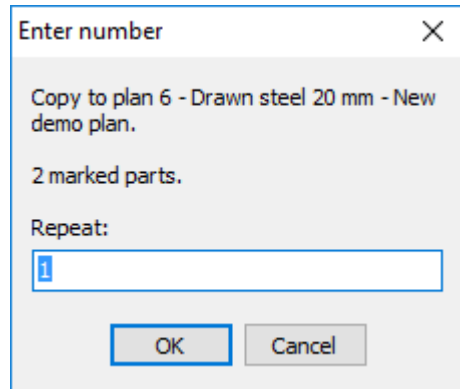 Enter number
Copy to plan 6 - Drawn steel 20 mm - New
demo plan.
2 marked parts.
Repeat:
1
OK
Cancel